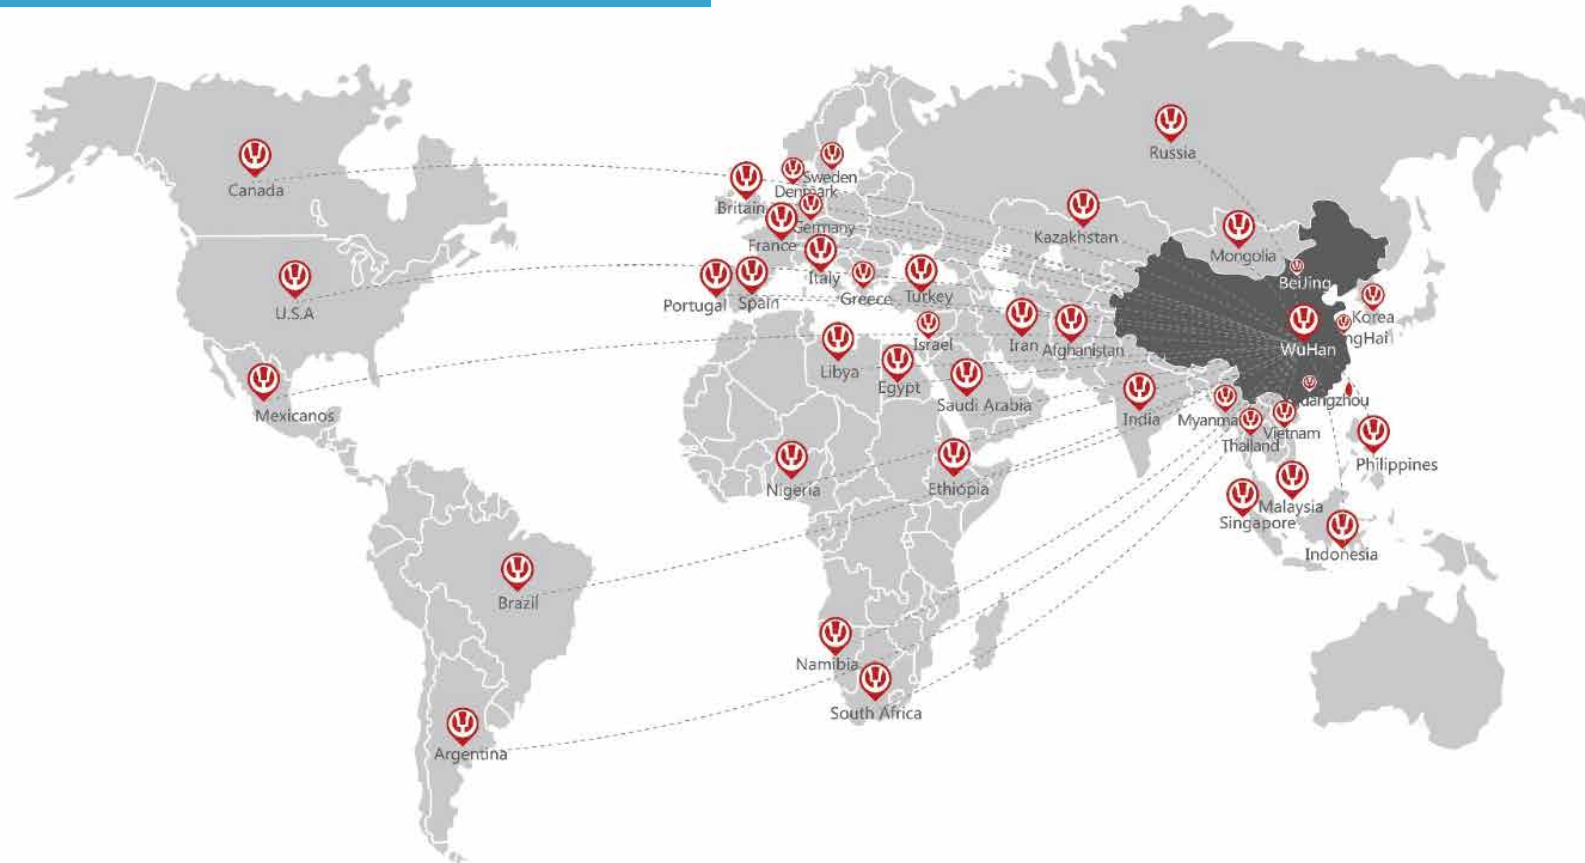 Russia
Canada
Sweden
Denmark
Britain
Germany
France
Kazakhstan
Mongolia
Italy
BeiJing
Portugal
Spain
Greece
Turkey
U.S.A
Korea
Israel
Iran
Afghanistan
ngHai
WuHan
Libya
Egypt
Saudi Arabia
Mexicanos
India
Myanma
uangzhou
Vietnam
Thailand
Philippines
Nigeria
Ethiopia
Malaysia
Singapore
Indonesia
Brazil
Namibia
South Africa
Argentina